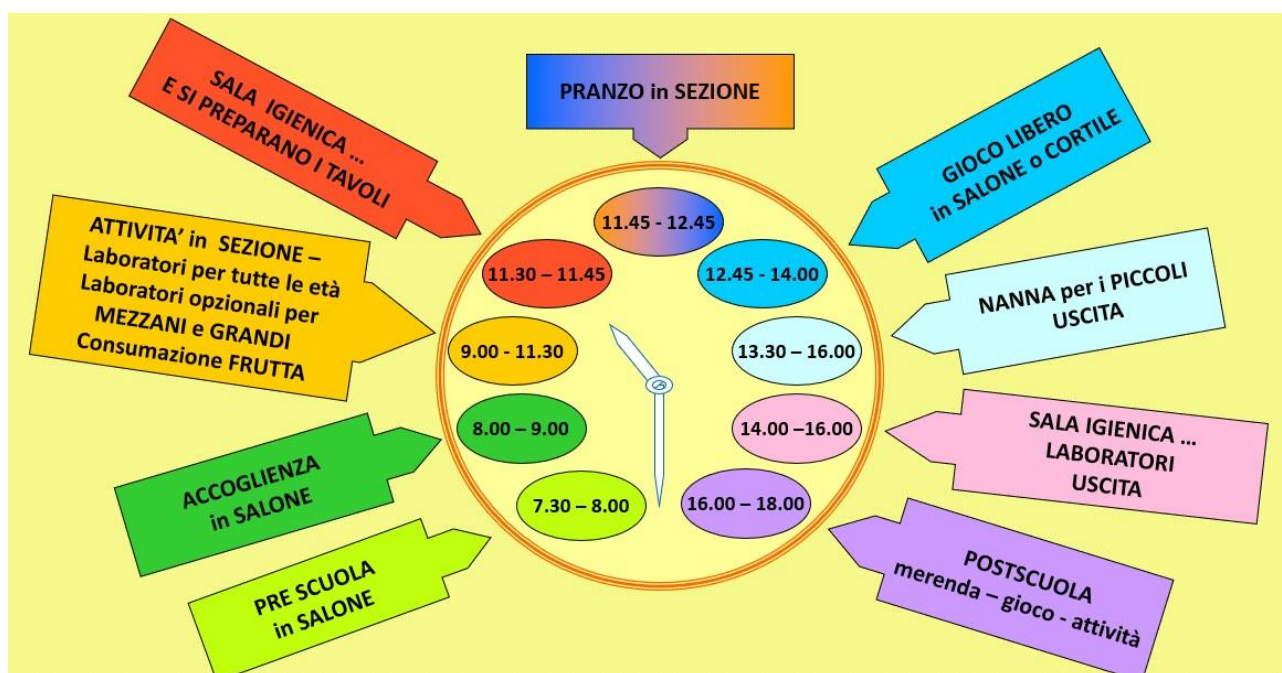 PRANZO in SEZIONE
SALA IGIENICA ...
E SI PREPARANO I TAVOLI
GIOCO LIBERO
in SALONE o CORTILE
ATTIVITA’ in SEZIONE –
Laboratori per tutte le età
Laboratori opzionali per
MEZZANI e GRANDI
Consumazione FRUTTA
NANNA per i PICCOLI
USCITA
ACCOGLIENZA
in SALONE
SALA IGIENICA ...
LABORATORI
USCITA
PRE SCUOLA
in SALONE
POSTSCUOLA
merenda – gioco - attività
11.45 - 12.45
11.30 – 11.45
12.45 - 14.00
9.00 - 11.30
13.30 – 16.00
8.00 – 9.00
14.00 –16.00
7.30 – 8.00
16.00 – 18.00